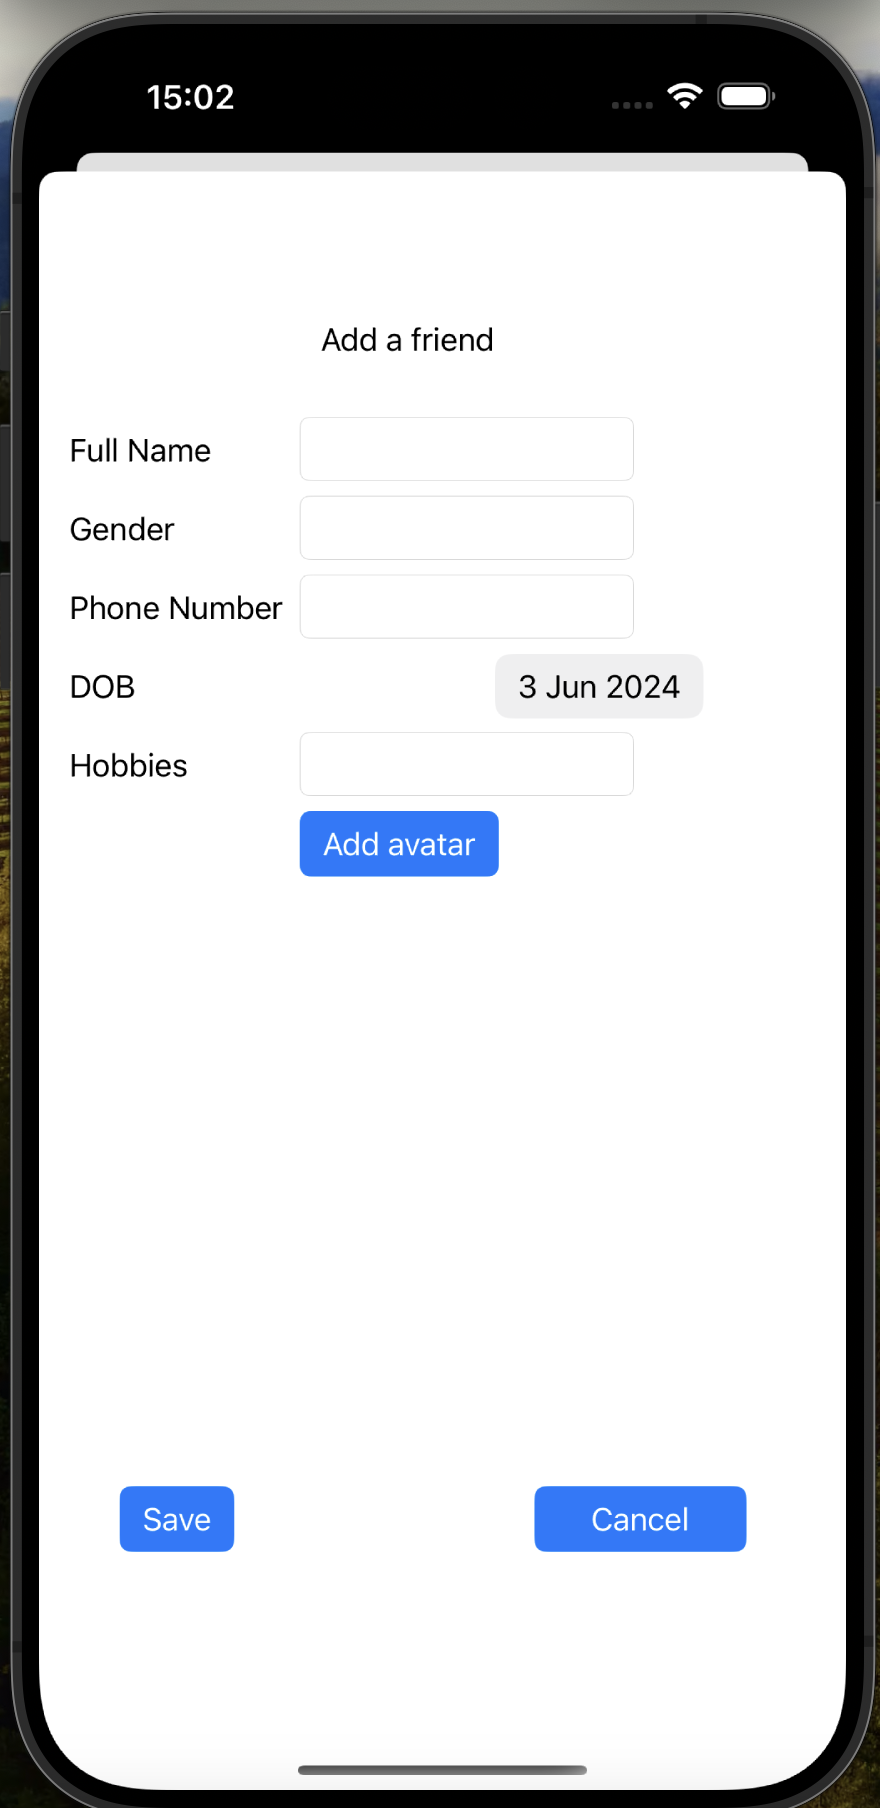 15:02
Add a friend
Full Name
Gender
Phone Number
DOB 3 Jun 2024
Hobbies
Add avatar
Save Cancel